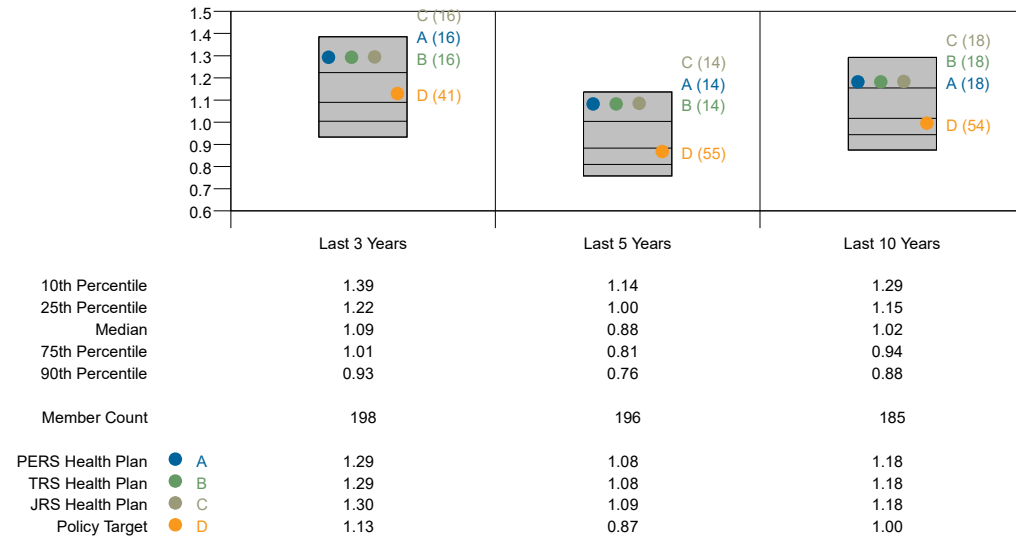 1.5
1.4
1.3
1.2
1.1
1.0
0.9
0.8
0.7
0.6
C (16)
A (16)
B (16)
D (41)
C (14)
A (14)
B (14)
D (55)
C (18)
B (18)
A (18)
D (54)
Last 3 Years Last 5 Years Last 10 Years
10th Percentile 1.39 1.14 1.29
25th Percentile 1.22 1.00 1.15
Median 1.09 0.88 1.02
75th Percentile 1.01 0.81 0.94
90th Percentile 0.93 0.76 0.88
Member Count 198 196 185
PERS Health Plan A 1.29 1.08 1.18
TRS Health Plan B 1.29 1.08 1.18
JRS Health Plan C 1.30 1.09 1.18
Policy Target D 1.13 0.87 1.00